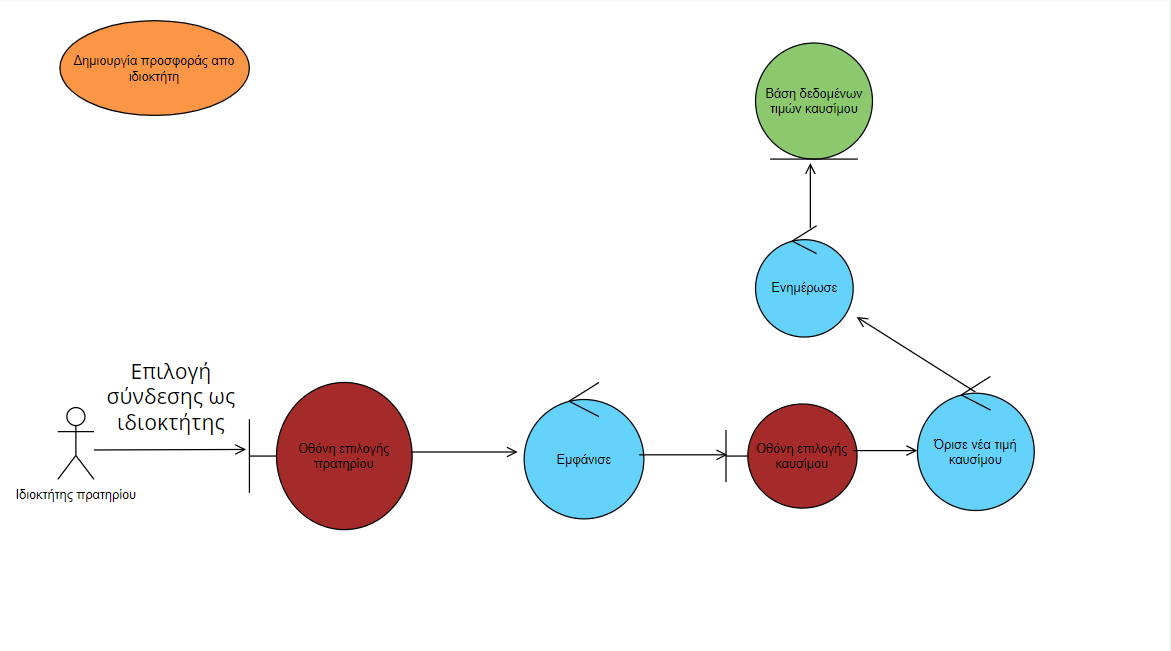 Δημιουργία προσφοράς απο
ιδιοκτήτη
Βάση δεδομένων
τιμών καυσίμου
Ενημέρωσε
Επιλογή
σύνδεσης ως
ιδιοκτήτης
Ιδιοκτήτης πρατηρίου
Οθόνη επιλογής
πρατηρίου
Εμφάνισε
Οθόνη επιλογής
καυσίμου
Όρισε νέα τιμή
καυσίμου